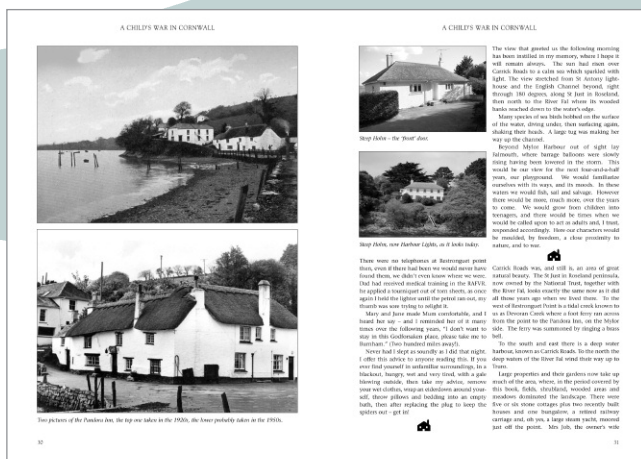 A CHILD'S WAR IN CORNWALL
Two pictures of the Pandora Inn, the top one taken in the 1920s, the lower probably taken in the 1950s.
32
A CHILD'S WAR IN CORNWALL
Steep Holm – the 'front' door.
Steep Holm, now Harbour Lights, as it looks today.
There were no telephones at Restronguet point
then, even if there had been we would never have
found them, we didn't even know where we were.
Dad had received medical training in the RAFVR,
he applied a tourniquet out of torn sheets, as once
again I held the lighter until the petrol ran out, my
thumb was sore trying to relight it.
Mary and Jane made Mum comfortable, and I
heard her say – and I reminded her of it many
times over the following years, "I don't want to
stay in this Godforsaken place, please take me to
Burnham." (Two hundred miles away!).
Never had I slept as soundly as I did that night.
I offer this advice to anyone reading this. If you
ever find yourself in unfamiliar surroundings, in a
blackout, hungry, wet and very tired, with a gale
blowing outside, then take my advice, remove
your wet clothes, wrap an eiderdown around your-
self, throw pillows and bedding into an empty
bath, then after replacing the plug to keep the
spiders out – get in!
The view that greeted us the following morning
has been instilled in my memory, where I hope it
will remain always. The sun had risen over
Carrick Roads to a calm sea which sparkled with
light. The view stretched from St Antony light-
house and the English Channel beyond, right
through 180 degrees, along St Just in Roseland,
then north to the River Fal where its wooded
banks reached down to the water's edge.
Many species of sea birds bobbed on the surface
of the water, diving under, then surfacing again,
shaking their heads. A large tug was making her
way up the channel.
Beyond Mylor Harbour out of sight lay
Falmouth, where barrage balloons were slowly
rising having been lowered in the storm. This
would be our view for the next four-and-a-half
years, our playground. We would familiarize
ourselves with its ways, and its moods. In these
waters we would fish, sail and salvage. However
there would be more, much more, over the years
to come. We would grow from children into
teenagers, and there would be times when we
would be called upon to act as adults and, I trust,
responded accordingly. Here our characters would
be moulded, by freedom, a close proximity to
nature, and to war.
Carrick Roads was, and still is, an area of great
natural beauty. The St Just in Roseland peninsula,
now owned by the National Trust, together with
the River Fal, looks exactly the same now as it did
all those years ago when we lived there. To the
west of Restronguet Point is a tidal creek known to
us as Devoran Creek where a foot ferry ran across
from the point to the Pandora Inn, on the Mylor
side. The ferry was summoned by ringing a brass
bell.
To the south and east there is a deep water
harbour, known as Carrick Roads. To the north the
deep waters of the River Fal wind their way up to
Truro.
Large properties and their gardens now take up
much of the area, where, in the period covered by
this book, fields, shrubland, wooded areas and
meadows dominated the landscape. There were
five or six stone cottages plus two recently built
houses and one bungalow, a retired railway
carriage and, oh yes, a large steam yacht, moored
just off the point. Mrs Job, the owner's wife